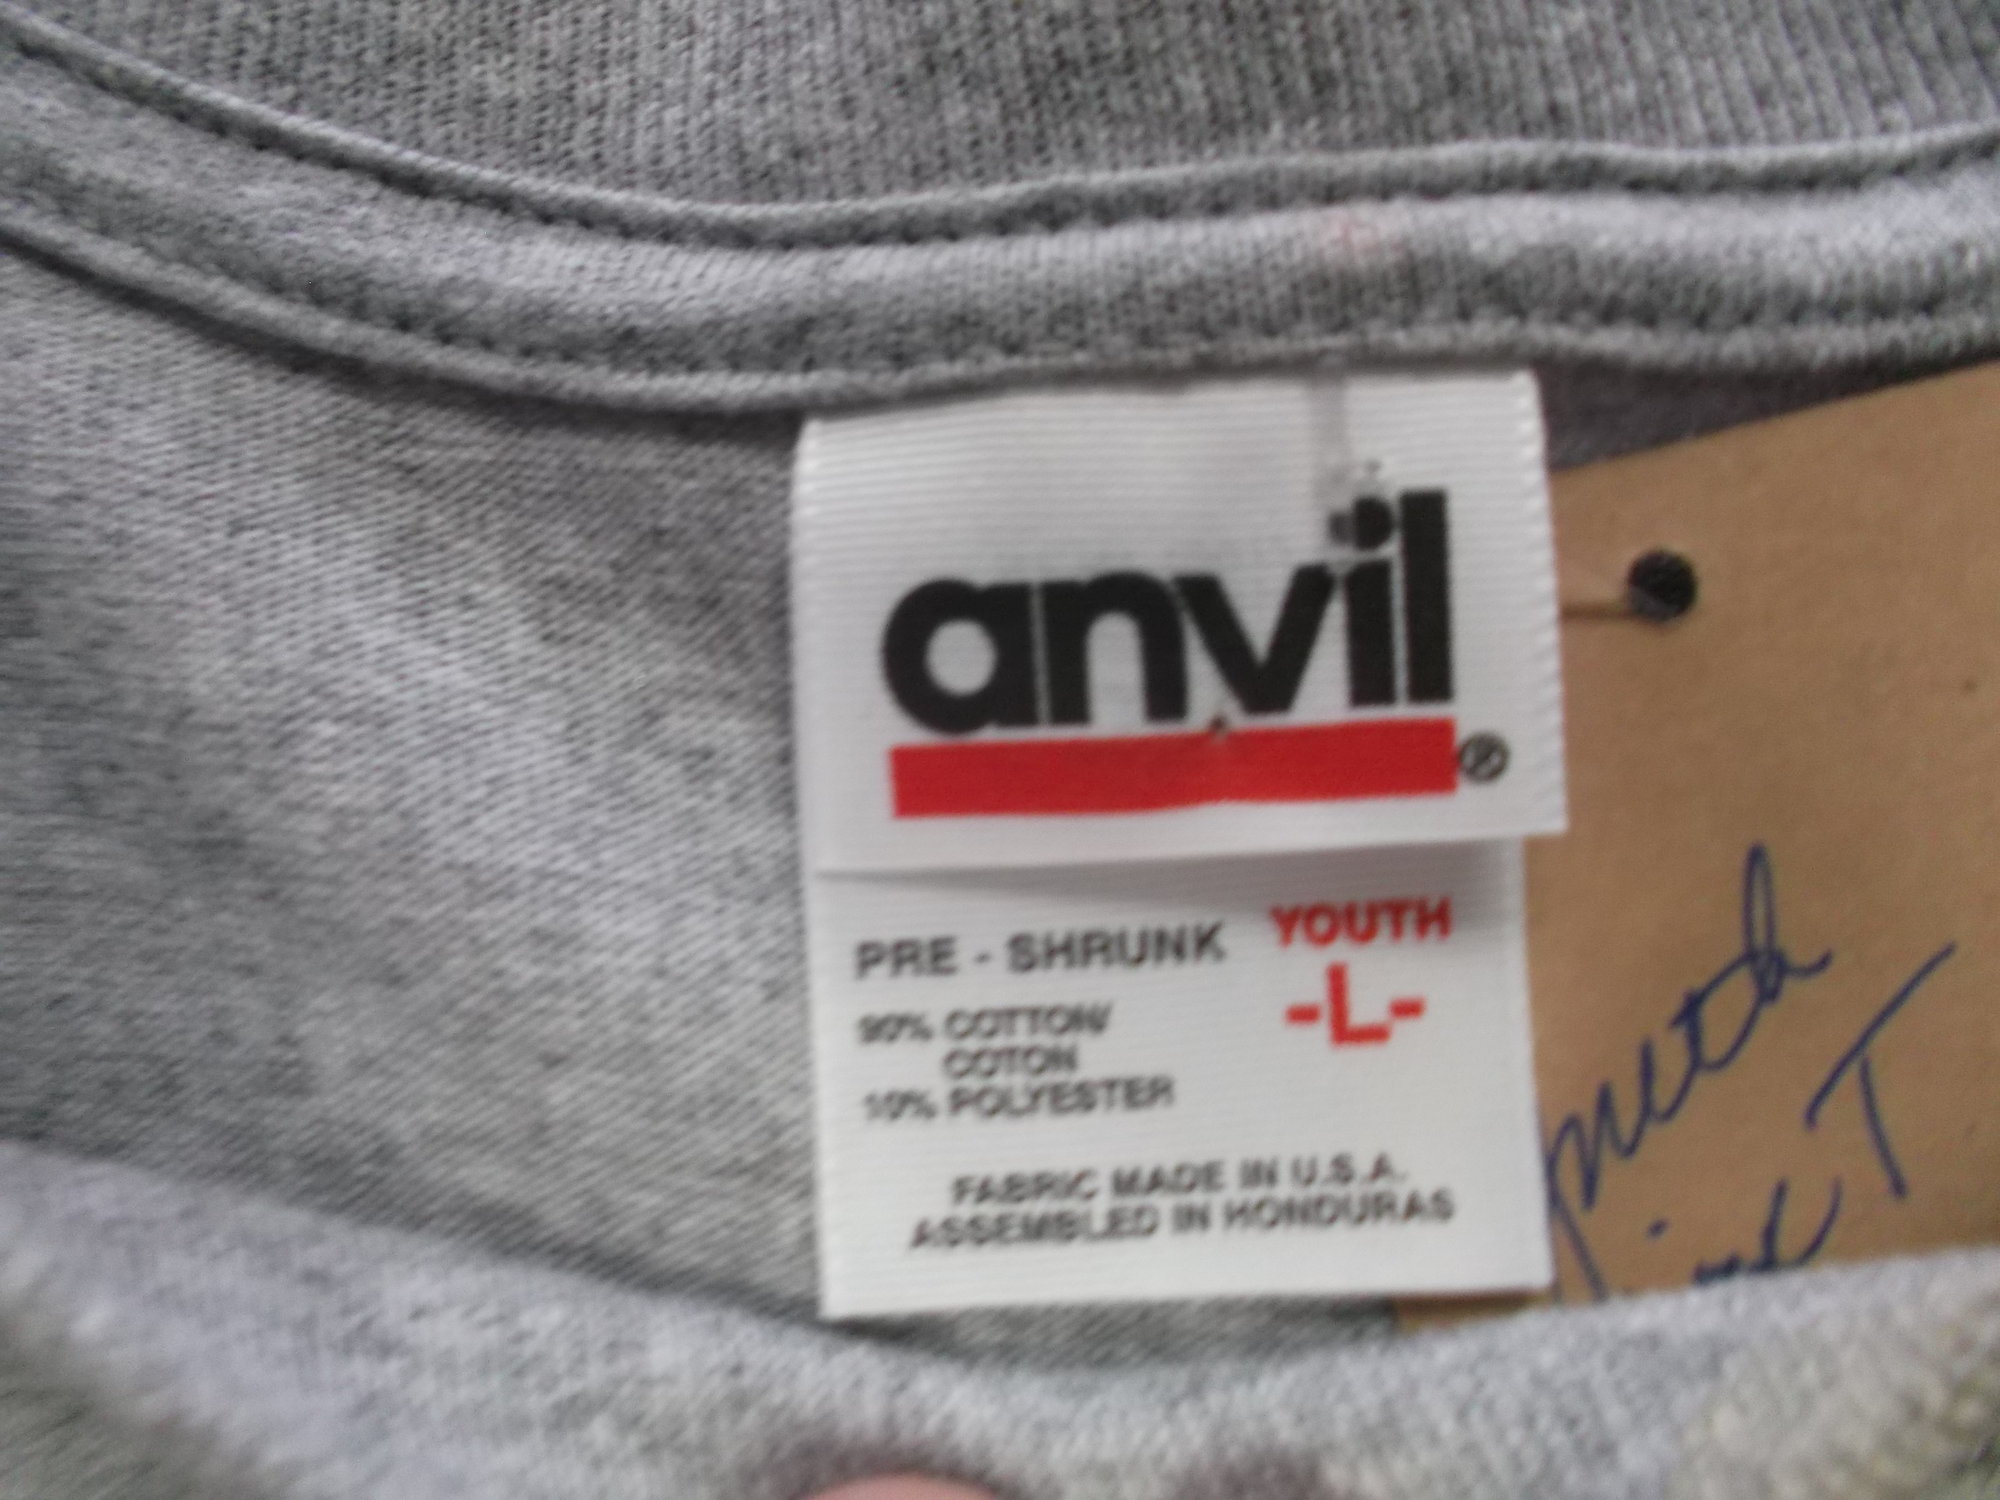 anvil
®
PRE - SHRUNK
YOUTH
-L-
90% COTTON/
COTON
10% POLYESTER
FABRIC MADE IN U.S.A.
ASSEMBLED IN HONDURAS
T